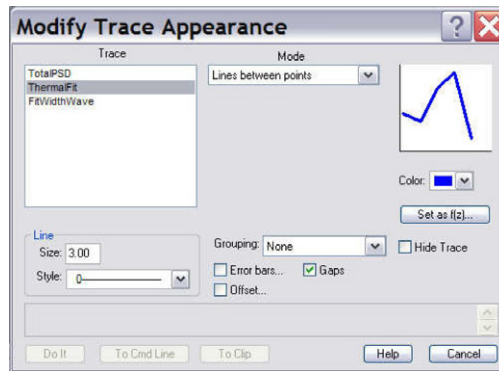 Modify Trace Appearance
Trace
Mode
TotalPSD
ThermalFit
FitWidthWave
Lines between points
Color:
Set as f(z)...
Line
Size: 3.00
Style: 0
Grouping: None
Hide Trace
Error bars...
Gaps
Offset...
Do It
To Cmd Line
To Clip
Help
Cancel